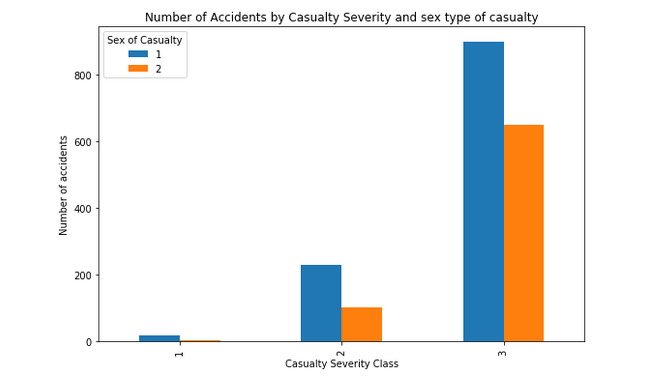 Number of Accidents by Casualty Severity and sex type of casualty
Sex of Casualty
1
2
800
600
400
200
0
Number of accidents
1
2
3
Casualty Severity Class